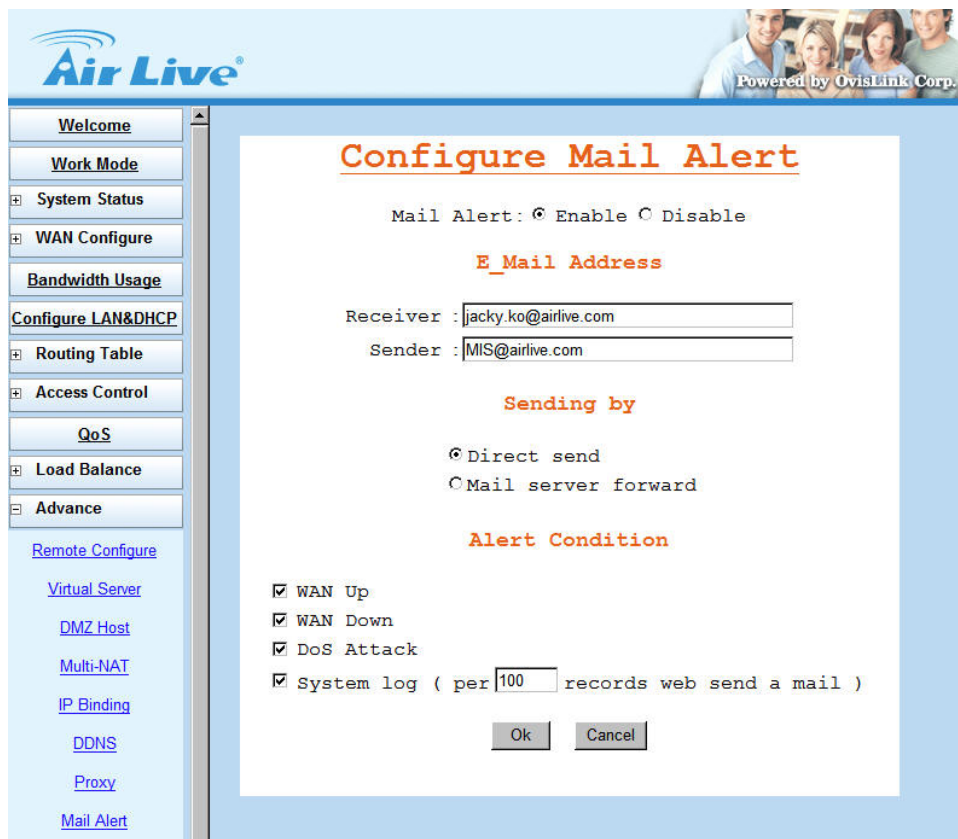 Air Live®
Powered by OvisLink Corp.
Welcome
Work Mode
System Status
WAN Configure
Bandwidth Usage
Configure LAN&DHCP
Routing Table
Access Control
QoS
Load Balance
Advance
Remote Configure
Virtual Server
DMZ Host
Multi-NAT
IP Binding
DDNS
Proxy
Mail Alert
Configure Mail Alert
Mail Alert: Enable Disable
E_Mail Address
Receiver : jacky.ko@airlive.com
Sender : MIS@airlive.com
Sending by
Direct send
Mail server forward
Alert Condition
WAN Up
WAN Down
DoS Attack
System log ( per 100 records web send a mail )
Ok Cancel